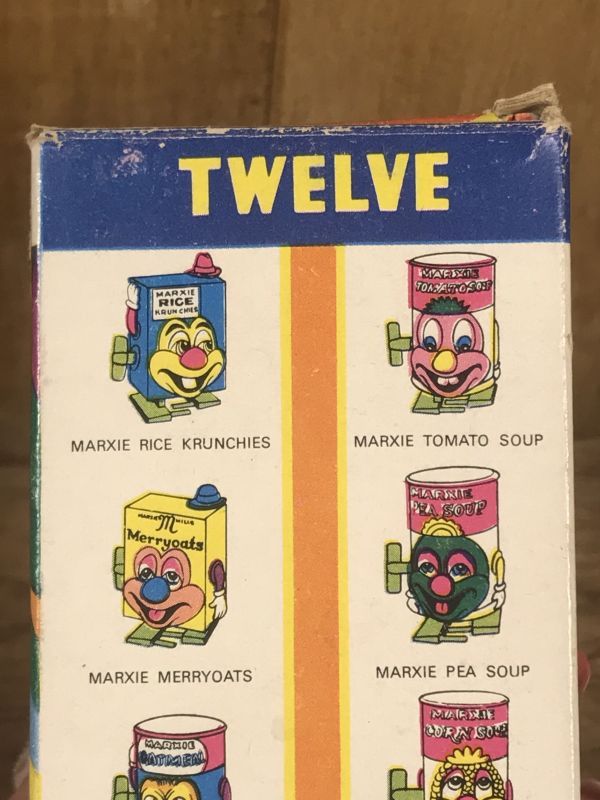 TWELVE
MARXIE
RICE
KRUNCHIES
MARXIE RICE KRUNCHIES
MARXIE
TOMATO SOUP
MARXIE TOMATO SOUP
M MILLS
Merryoats
MARXIE MERRYOATS
MARXIE
PEA SOUP
MARXIE PEA SOUP
MARXIE
OATMEAL
MARXIE
CORN SOUP